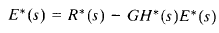 E*(s) = R*(s) − GH*(s)E*(s)